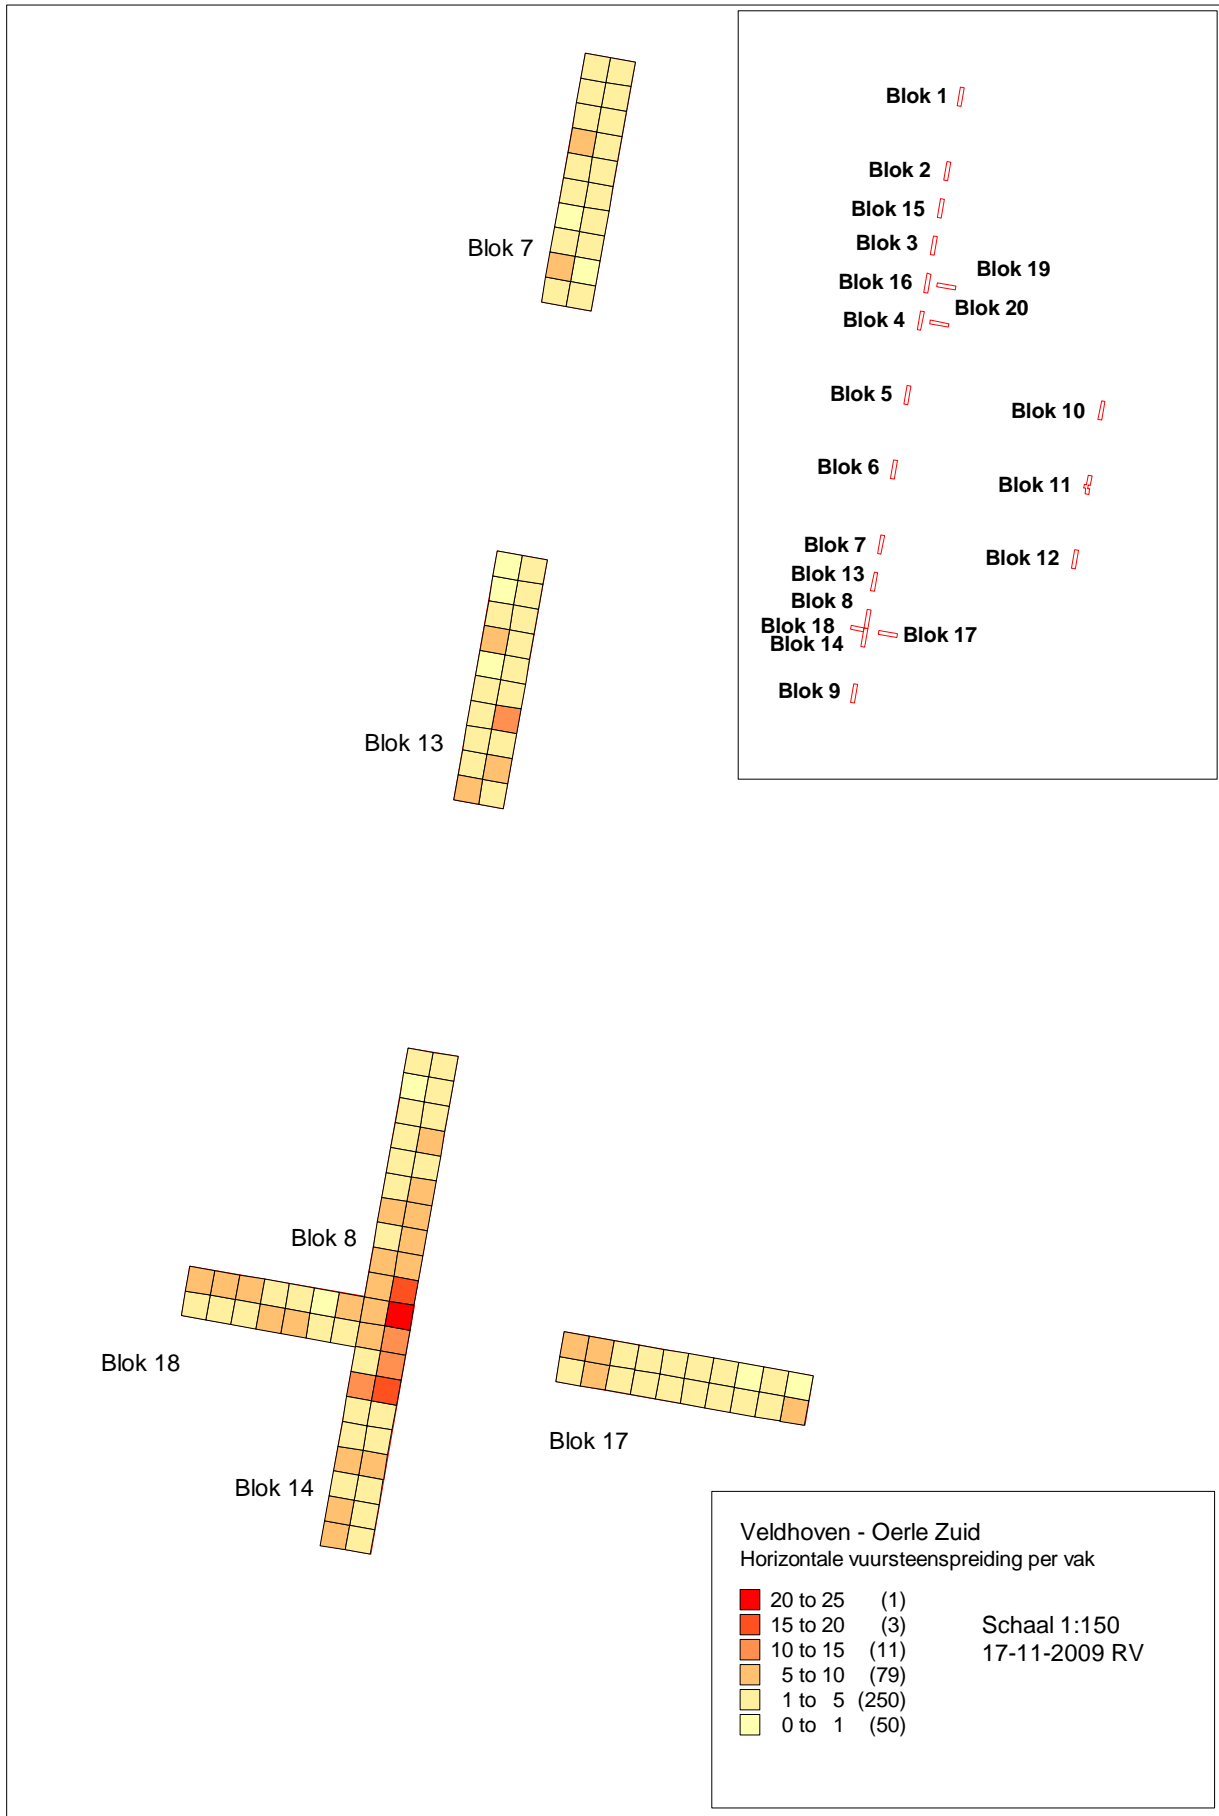 Blok 7
Blok 13
Blok 8
Blok 18
Blok 17
Blok 14
Blok 1
Blok 2
Blok 15
Blok 3
Blok 19
Blok 16
Blok 20
Blok 4
Blok 5
Blok 10
Blok 6
Blok 11
Blok 7
Blok 12
Blok 13
Blok 8
Blok 18
Blok 17
Blok 14
Blok 9
Veldhoven - Oerle Zuid
Horizontale vuursteenspreiding per vak
20 to 25 (1)
15 to 20 (3)
10 to 15 (11)
5 to 10 (79)
1 to 5 (250)
0 to 1 (50)
Schaal 1:150
17-11-2009 RV